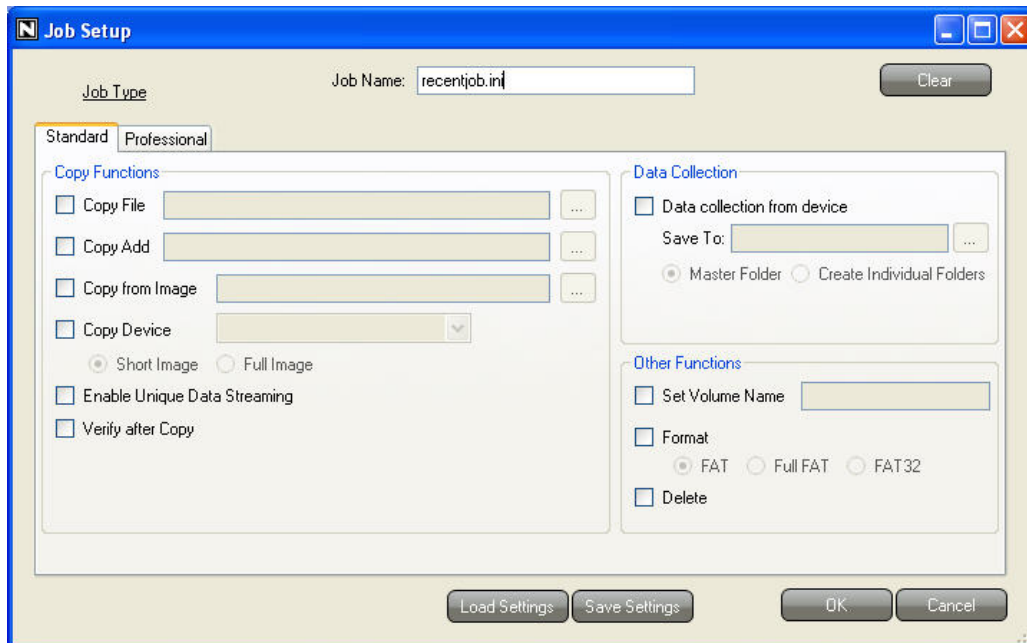 N Job Setup
Job Type
Job Name: recentjob.ini
Clear
Standard Professional
Copy Functions
Copy File ...
Copy Add ...
Copy from Image ...
Copy Device
Short Image Full Image
Enable Unique Data Streaming
Verify after Copy
Data Collection
Data collection from device
Save To: ...
Master Folder Create Individual Folders
Other Functions
Set Volume Name
Format
FAT Full FAT FAT32
Delete
Load Settings Save Settings OK Cancel